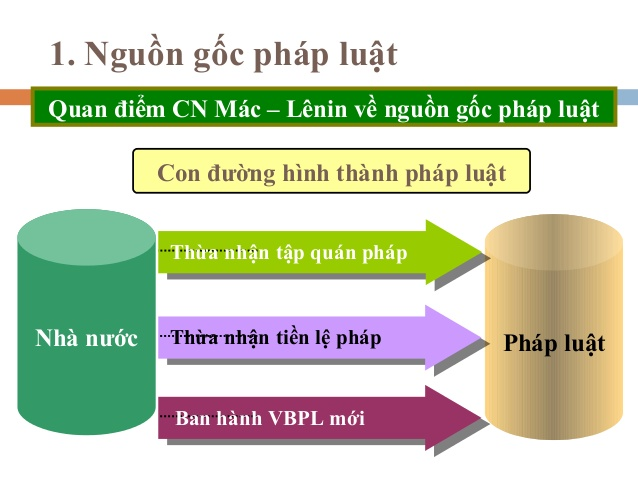 1. Nguồn gốc pháp luật
Quan điểm CN Mác – Lênin về nguồn gốc pháp luật
Con đường hình thành pháp luật
Thừa nhận tập quán pháp
Nhà nước
Thừa nhận tiền lệ pháp
Pháp luật
Ban hành VBPL mới